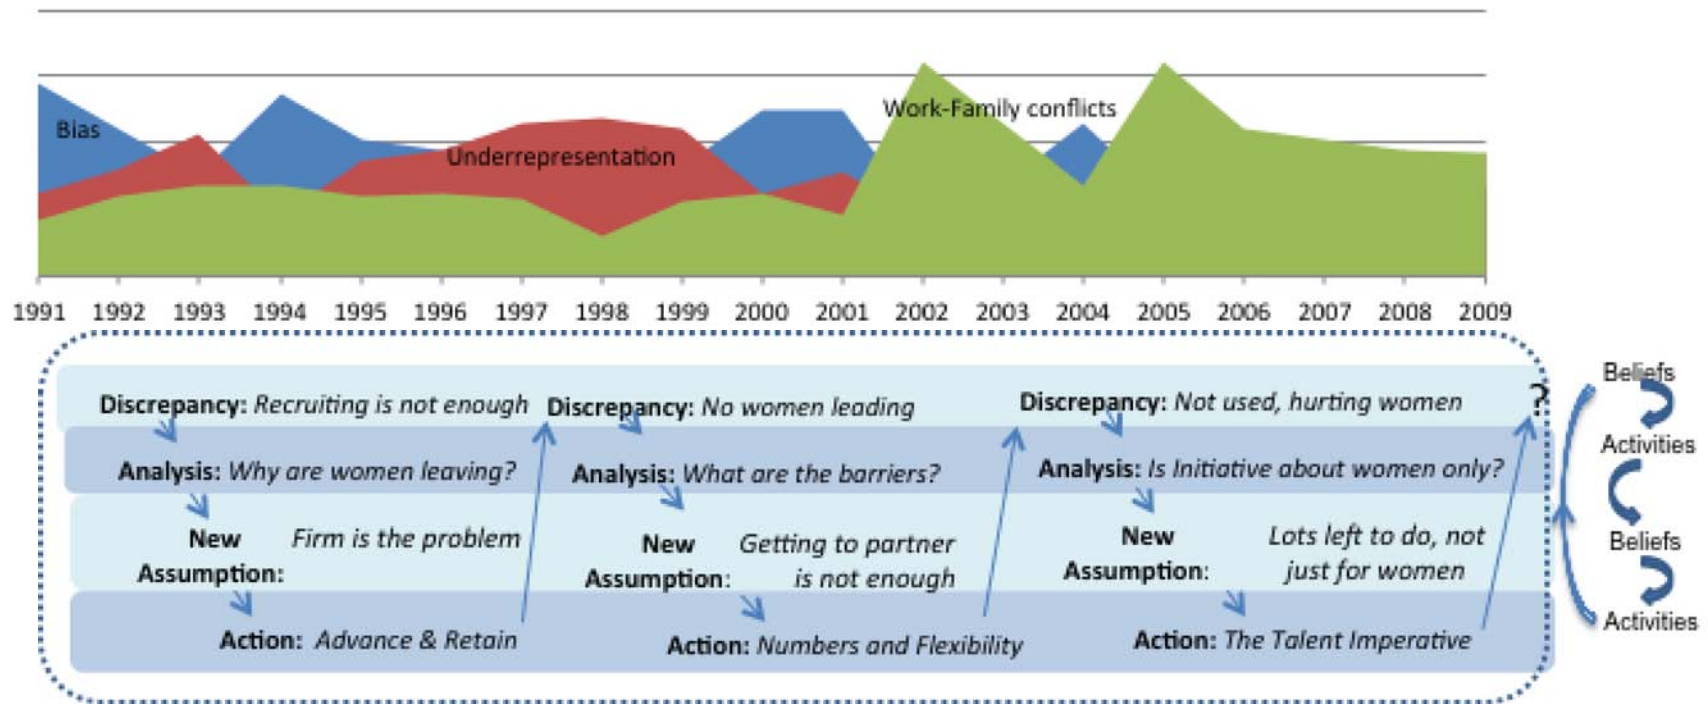 Bias
Underrepresentation
Work-Family conflicts
1991 1992 1993 1994 1995 1996 1997 1998 1999 2000 2001 2002 2003 2004 2005 2006 2007 2008 2009
Discrepancy: Recruiting is not enough
Analysis: Why are women leaving?
New Firm is the problem
Assumption:
Action: Advance & Retain
Discrepancy: No women leading
Analysis: What are the barriers?
New Getting to partner
Assumption: is not enough
Action: Numbers and Flexibility
Discrepancy: Not used, hurting women
Analysis: Is Initiative about women only?
New Lots left to do, not
Assumption: just for women
Action: The Talent Imperative
?
Beliefs
Activities
Beliefs
Activities